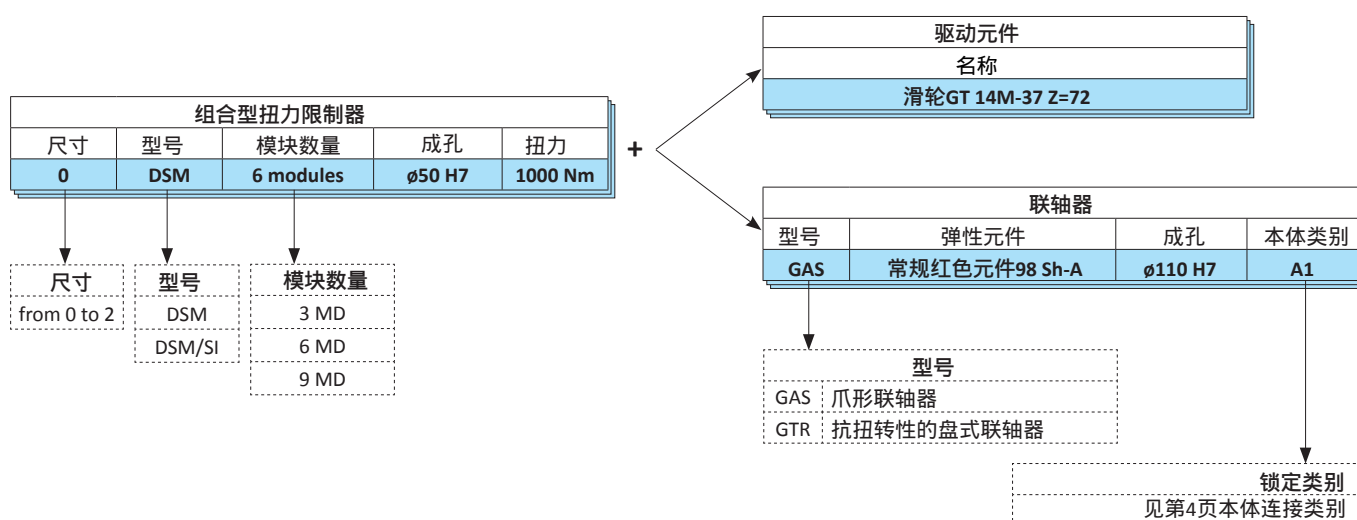 组合型扭力限制器
尺寸 型号 模块数量 成孔 扭力
0 DSM 6 modules ø50 H7 1000 Nm
尺寸
from 0 to 2
型号
DSM
DSM/SI
模块数量
3 MD
6 MD
9 MD
+
驱动元件
名称
滑轮GT 14M-37 Z=72
联轴器
型号 弹性元件 成孔 本体类别
GAS 常规红色元件98 Sh-A ø110 H7 A1
型号
GAS 爪形联轴器
GTR 抗扭转性的盘式联轴器
锁定类别
见第4页本体连接类别